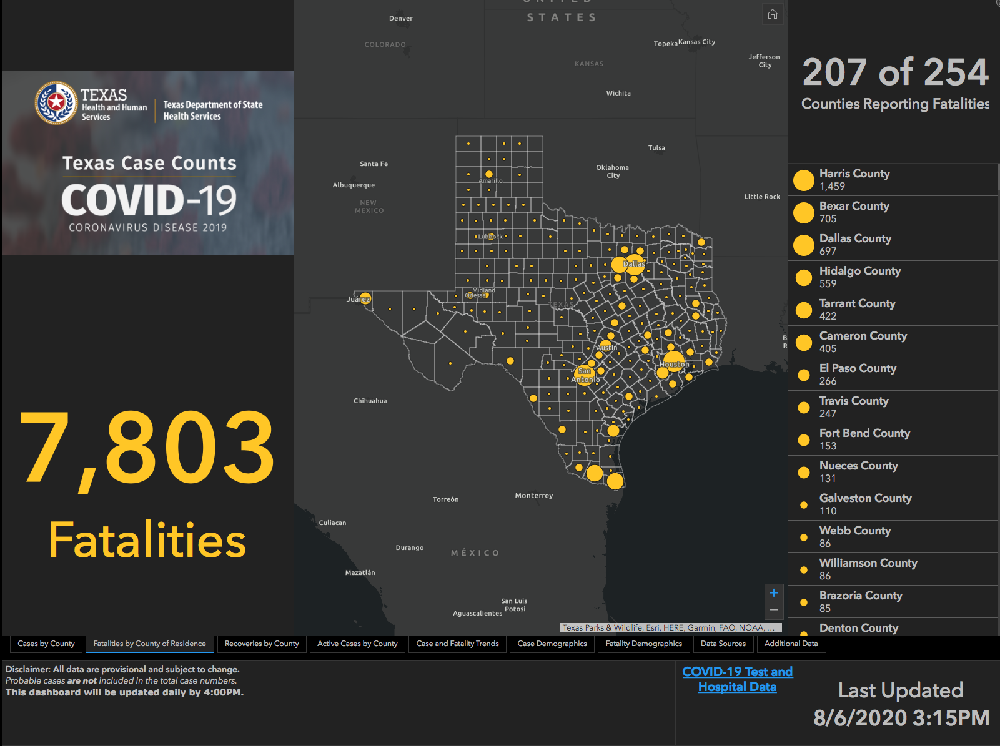 TEXAS
Health and Human
Services
Texas Department of State
Health Services
Texas Case Counts
COVID-19
CORONAVIRUS DISEASE 2019
7,803
Fatalities
UNITED
STATES
Denver
COLORADO
Topeka
Kansas City
Jefferson
City
KANSAS
Wichita
Tulsa
Santa Fe
Oklahoma
City
Albuquerque
Amarillo
Little Rock
NEW
MEXICO
Lubbock
Dallas
Midland
Odessa
Juárez
TEXAS
Austin
Houston
San
Antonio
Chihuahua
Monterrey
Torreón
Culiacan
Durango
MÉXICO
Mazatlán
San Luis
Potosi
Aguascalientes
+
−
Texas Parks & Wildlife, Esri, HERE, Garmin, FAO, NOAA, ...
207 of 254
Counties Reporting Fatalities
Harris County
1,459
Bexar County
705
Dallas County
697
Hidalgo County
559
Tarrant County
422
Cameron County
405
El Paso County
266
Travis County
247
Fort Bend County
153
Nueces County
131
Galveston County
110
Webb County
86
Williamson County
86
Brazoria County
85
Denton County
Cases by County
Fatalities by County of Residence
Recoveries by County
Active Cases by County
Case and Fatality Trends
Case Demographics
Fatality Demographics
Data Sources
Additional Data
Disclaimer: All data are provisional and subject to change.
Probable cases are not included in the total case numbers.
This dashboard will be updated daily by 4:00PM.
COVID-19 Test and
Hospital Data
Last Updated
8/6/2020 3:15PM